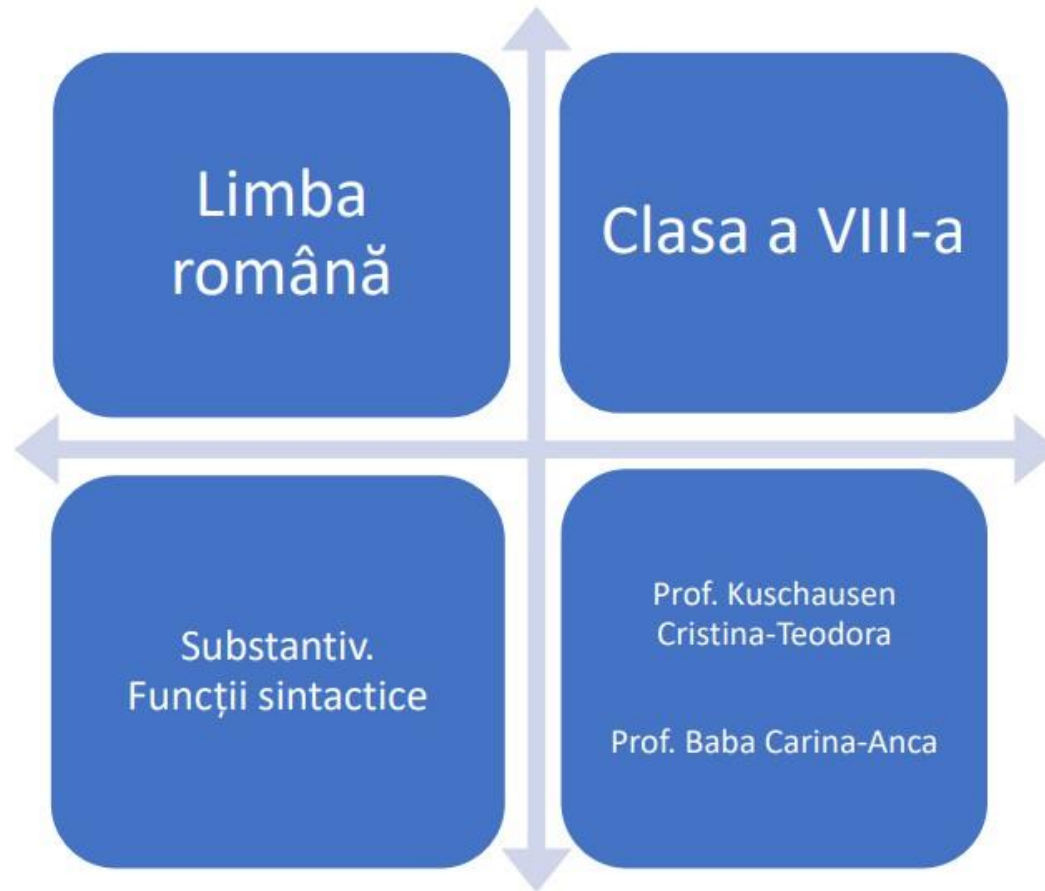 Limba
română
Clasa a VIII-a
Substantiv.
Funcții sintactice
Prof. Kuschausen
Cristina-Teodora
Prof. Baba Carina-Anca